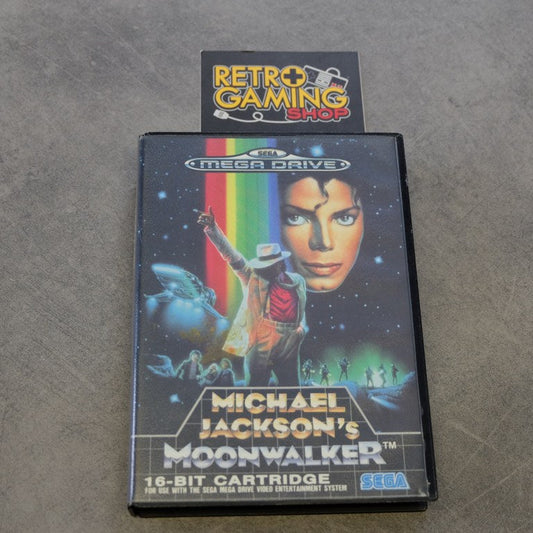 RETRO
GAMING
SHOP
SEGA
MEGA DRIVE
MICHAEL
JACKSON's
MOONWALKER™
16-BIT CARTRIDGE
FOR USE WITH THE SEGA MEGA DRIVE VIDEO ENTERTAINMENT SYSTEM
SEGA